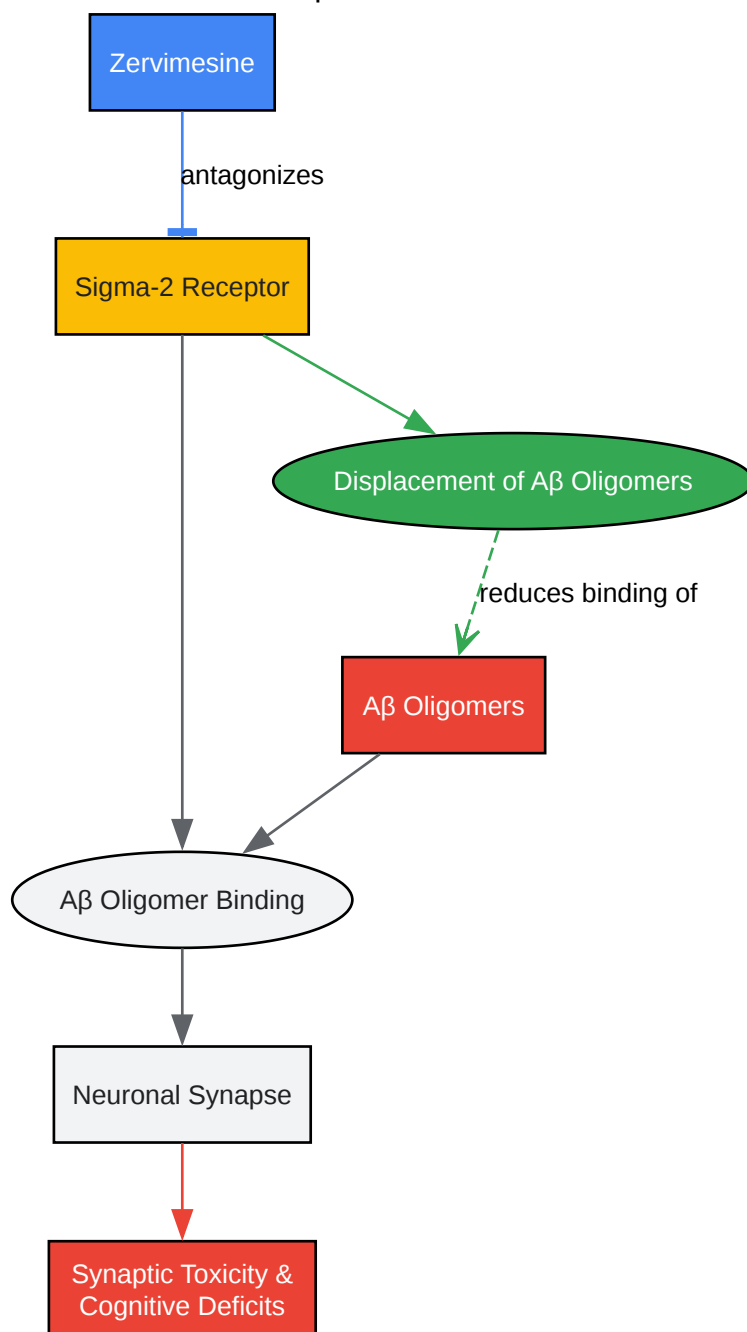 Zervimesine
antagonizes
Sigma-2 Receptor
Displacement of Aβ Oligomers
reduces binding of
Aβ Oligomers
Aβ Oligomer Binding
Neuronal Synapse
Synaptic Toxicity &
Cognitive Deficits